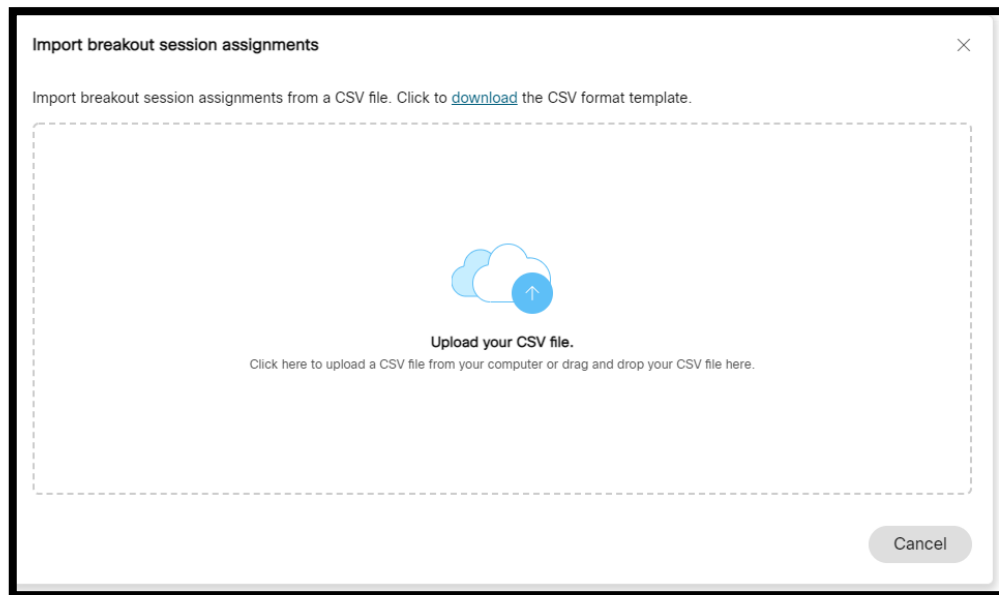 Import breakout session assignments
Import breakout session assignments from a CSV file. Click to download the CSV format template.
Upload your CSV file.
Click here to upload a CSV file from your computer or drag and drop your CSV file here.
Cancel